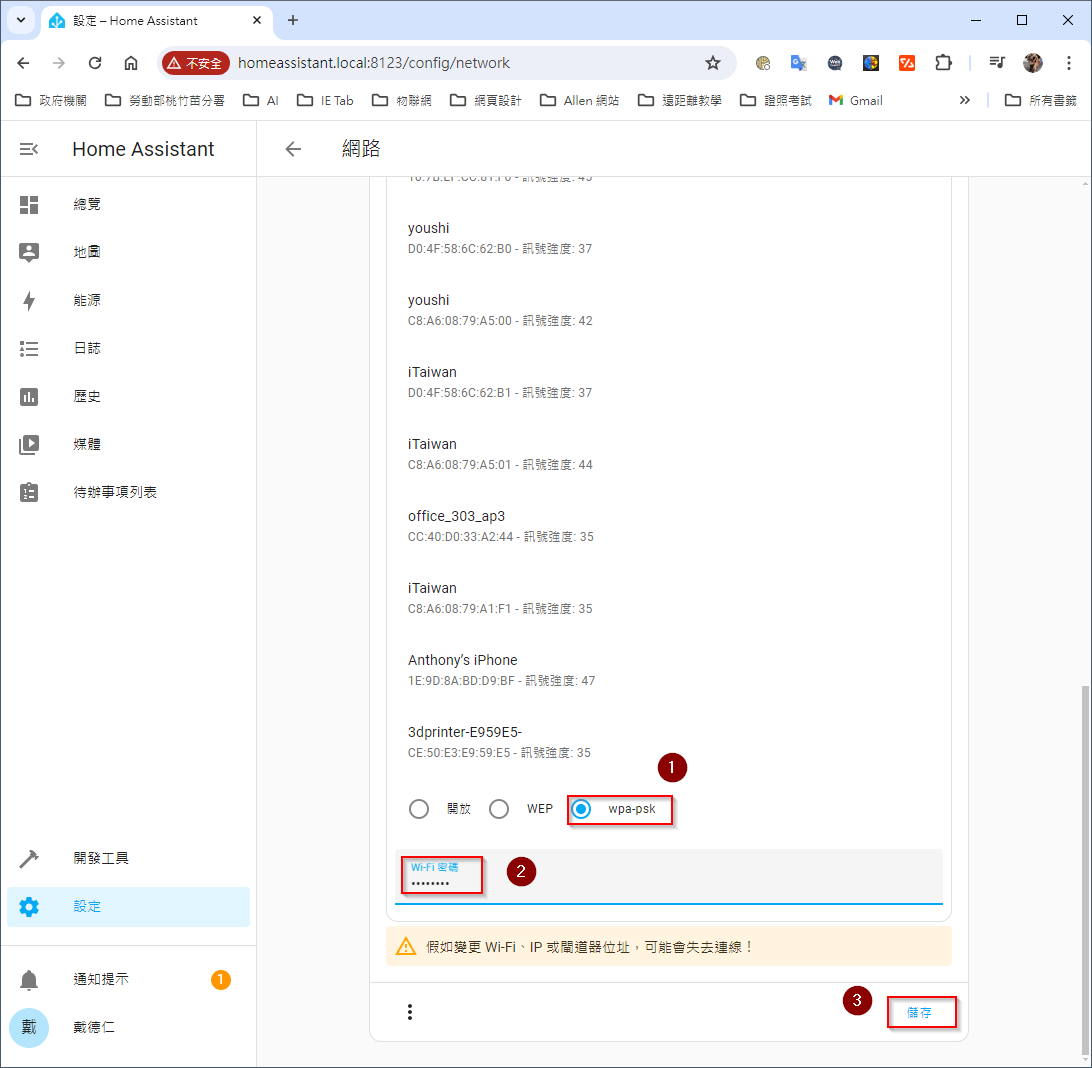 設定 – Home Assistant
不安全
homeassistant.local:8123/config/network
政府機關
勞動部桃竹苗分署
AI
IE Tab
物聯網
網頁設計
Allen 網站
遠距離教學
證照考試
Gmail
所有書籤
Home Assistant
網路
總覽
地圖
能源
日誌
歷史
媒體
待辦事項列表
開發工具
設定
通知提示
1
戴
戴德仁
youshi
D0:4F:58:6C:62:B0 - 訊號強度: 37
youshi
C8:A6:08:79:A5:00 - 訊號強度: 42
iTaiwan
D0:4F:58:6C:62:B1 - 訊號強度: 37
iTaiwan
C8:A6:08:79:A5:01 - 訊號強度: 44
office_303_ap3
CC:40:D0:33:A2:44 - 訊號強度: 35
iTaiwan
C8:A6:08:79:A1:F1 - 訊號強度: 35
Anthony’s iPhone
1E:9D:8A:BD:D9:BF - 訊號強度: 47
3dprinter-E959E5-
CE:50:E3:E9:59:E5 - 訊號強度: 35
1
開放
WEP
wpa-psk
Wi-Fi 密碼
••••••••
2
假如變更 Wi-Fi、IP 或閘道器位址，可能會失去連線！
3
儲存